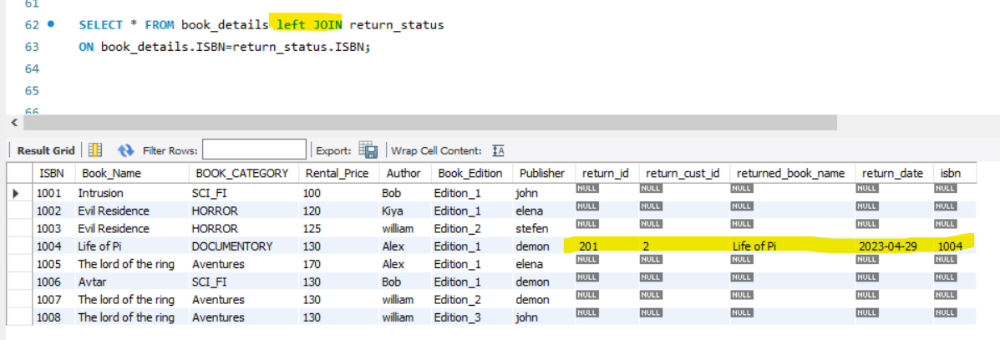 61
62 SELECT * FROM book_details left JOIN return_status
63 ON book_details.ISBN=return_status.ISBN;
64
65
66
Result Grid Filter Rows: Export: Wrap Cell Content: IA
ISBN Book_Name BOOK_CATEGORY Rental_Price Author Book_Edition Publisher return_id return_cust_id returned_book_name return_date isbn
1001 Intrusion SCI_FI 100 Bob Edition_1 john NULL NULL NULL NULL NULL
1002 Evil Residence HORROR 120 Kiya Edition_1 elena NULL NULL NULL NULL NULL
1003 Evil Residence HORROR 125 william Edition_2 stefen NULL NULL NULL NULL NULL
1004 Life of Pi DOCUMENTORY 130 Alex Edition_1 demon 201 2 Life of Pi 2023-04-29 1004
1005 The lord of the ring Aventures 170 Alex Edition_1 elena NULL NULL NULL NULL NULL
1006 Avtar SCI_FI 130 Bob Edition_1 demon NULL NULL NULL NULL NULL
1007 The lord of the ring Aventures 130 william Edition_2 demon NULL NULL NULL NULL NULL
1008 The lord of the ring Aventures 130 william Edition_3 john NULL NULL NULL NULL NULL